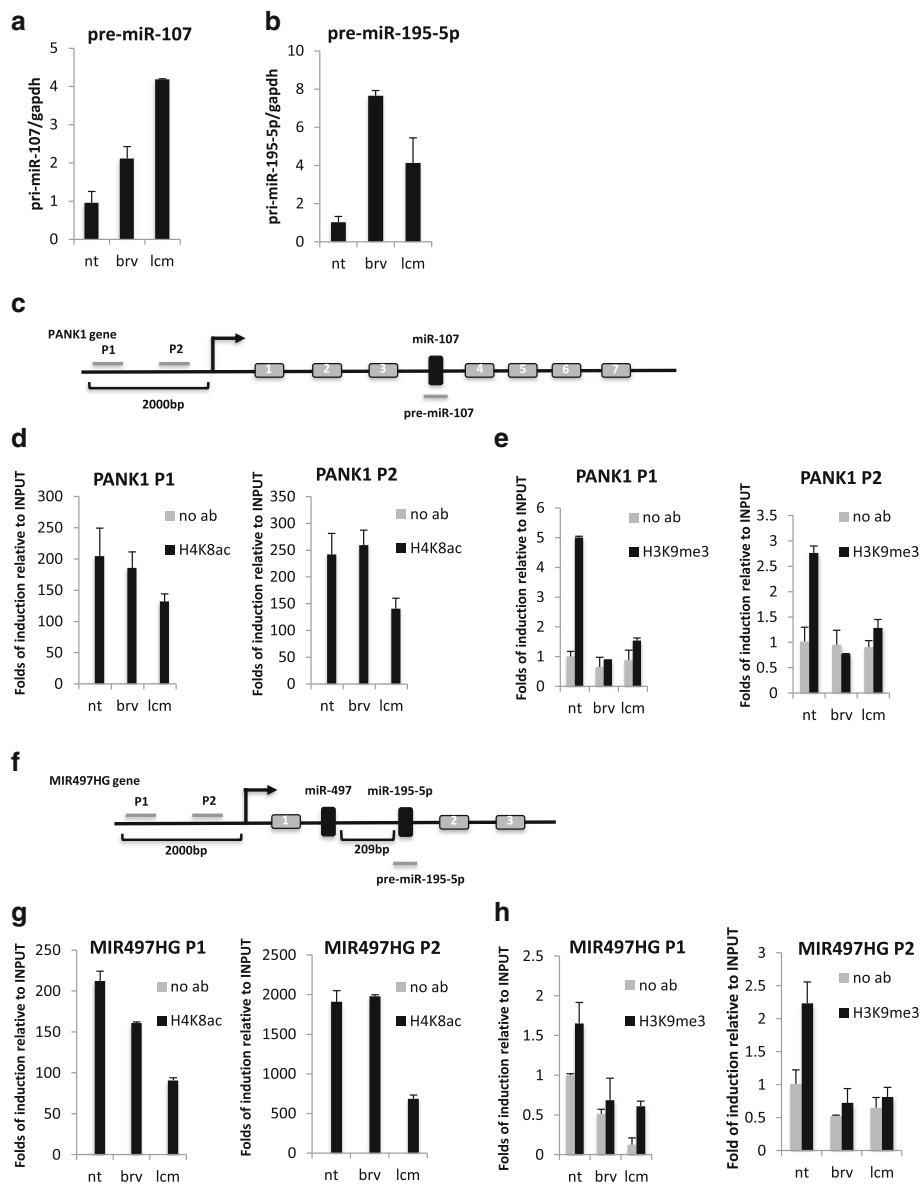 a
pre-miR-107
pri-miR-107/gapdh
5
4
3
2
1
0
nt brv lcm
b
pre-miR-195-5p
pri-miR-195-5p/gapdh
10
8
6
4
2
0
nt brv lcm
c
PANK1 gene
P1 P2
miR-107
1 2 3 4 5 6 7
2000bp
pre-miR-107
d
PANK1 P1
Folds of induction relative to INPUT
300
250
200
150
100
50
0
no ab
H4K8ac
nt brv lcm
PANK1 P2
Folds of induction relative to INPUT
350
300
250
200
150
100
50
0
no ab
H4K8ac
nt brv lcm
e
PANK1 P1
Folds of induction relative to INPUT
6
5
4
3
2
1
0
no ab
H3K9me3
nt brv lcm
PANK1 P2
Folds of induction relative to INPUT
3.5
3
2.5
2
1.5
1
0.5
0
no ab
H3K9me3
nt brv lcm
f
MIR497HG gene
P1 P2
miR-497 miR-195-5p
1 2 3
2000bp
209bp
pre-miR-195-5p
g
MIR497HG P1
Folds of induction relative to INPUT
250
200
150
100
50
0
no ab
H4K8ac
nt brv lcm
MIR497HG P2
Folds of indution relative to INPUT
2500
2000
1500
1000
500
0
no ab
H4K8ac
nt brv lcm
h
MIR497HG P1
Folds of induction relative to INPUT
2.5
2
1.5
1
0.5
0
no ab
H3K9me3
nt brv lcm
MIR497HG P2
Fold of induction relative to INPUT
3
2.5
2
1.5
1
0.5
0
no ab
H3K9me3
nt brv lcm